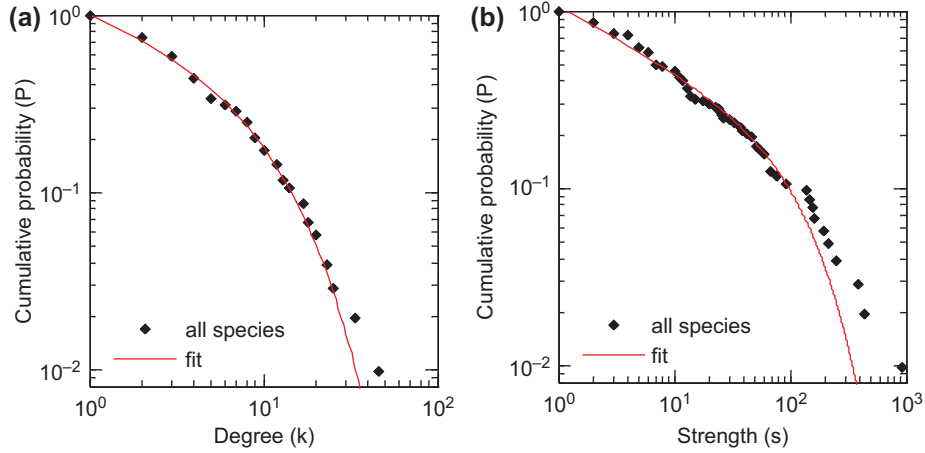 (a)
10⁰
10⁻¹
10⁻²
Cumulative probability (P)
all species
fit
10⁰ 10¹ 10²
Degree (k)
(b)
10⁰
10⁻¹
10⁻²
Cumulative probability (P)
all species
fit
10⁰ 10¹ 10² 10³
Strength (s)